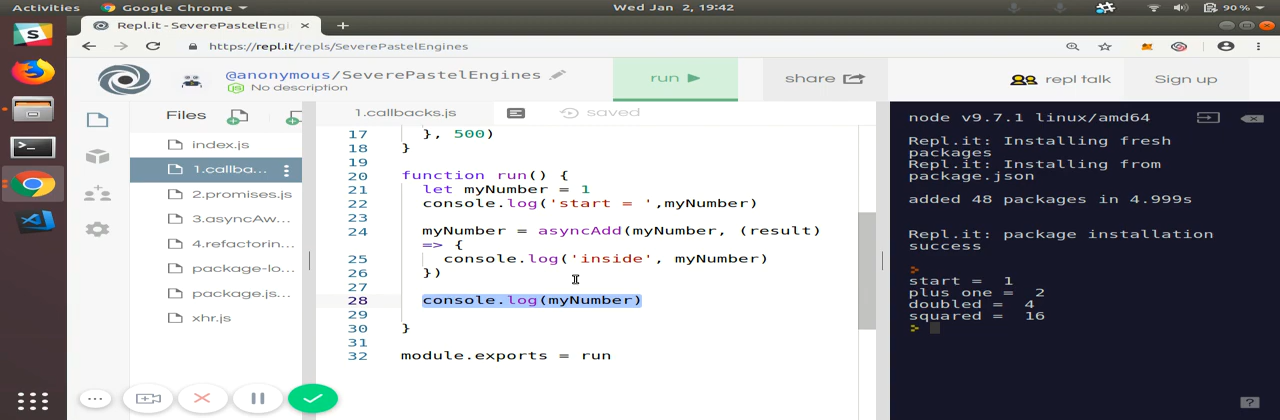 Activities Google Chrome Wed Jan 2, 19:42 90 %
Repl.it - SeverePastelEngin
https://repl.it/repls/SeverePastelEngines
@anonymous/SeverePastelEngines
No description
run
share
repl talk
Sign up
Files
index.js
1.callba...
2.promises.js
3.asyncAw...
4.refactorin...
package-lo...
package.js...
xhr.js
1.callbacks.js
saved
17 }, 500)
18 }
19
20 function run() {
21 let myNumber = 1
22 console.log('start = ',myNumber)
23
24 myNumber = asyncAdd(myNumber, (result)
=> {
25 console.log('inside', myNumber)
26 })
27
28 console.log(myNumber)
29
30 }
31
32 module.exports = run
node v9.7.1 linux/amd64
Repl.it: Installing fresh
packages
Repl.it: Installing from
package.json
added 48 packages in 4.999s
Repl.it: package installation
success
>
start = 1
plus one = 2
doubled = 4
squared = 16
>